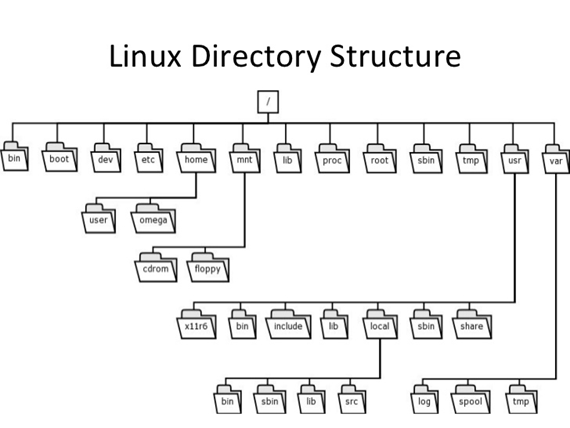 Linux Directory Structure
/
bin boot dev etc home mnt lib proc root sbin tmp usr var
user omega
cdrom floppy
x11r6 bin include lib local sbin share
bin sbin lib src log spool tmp